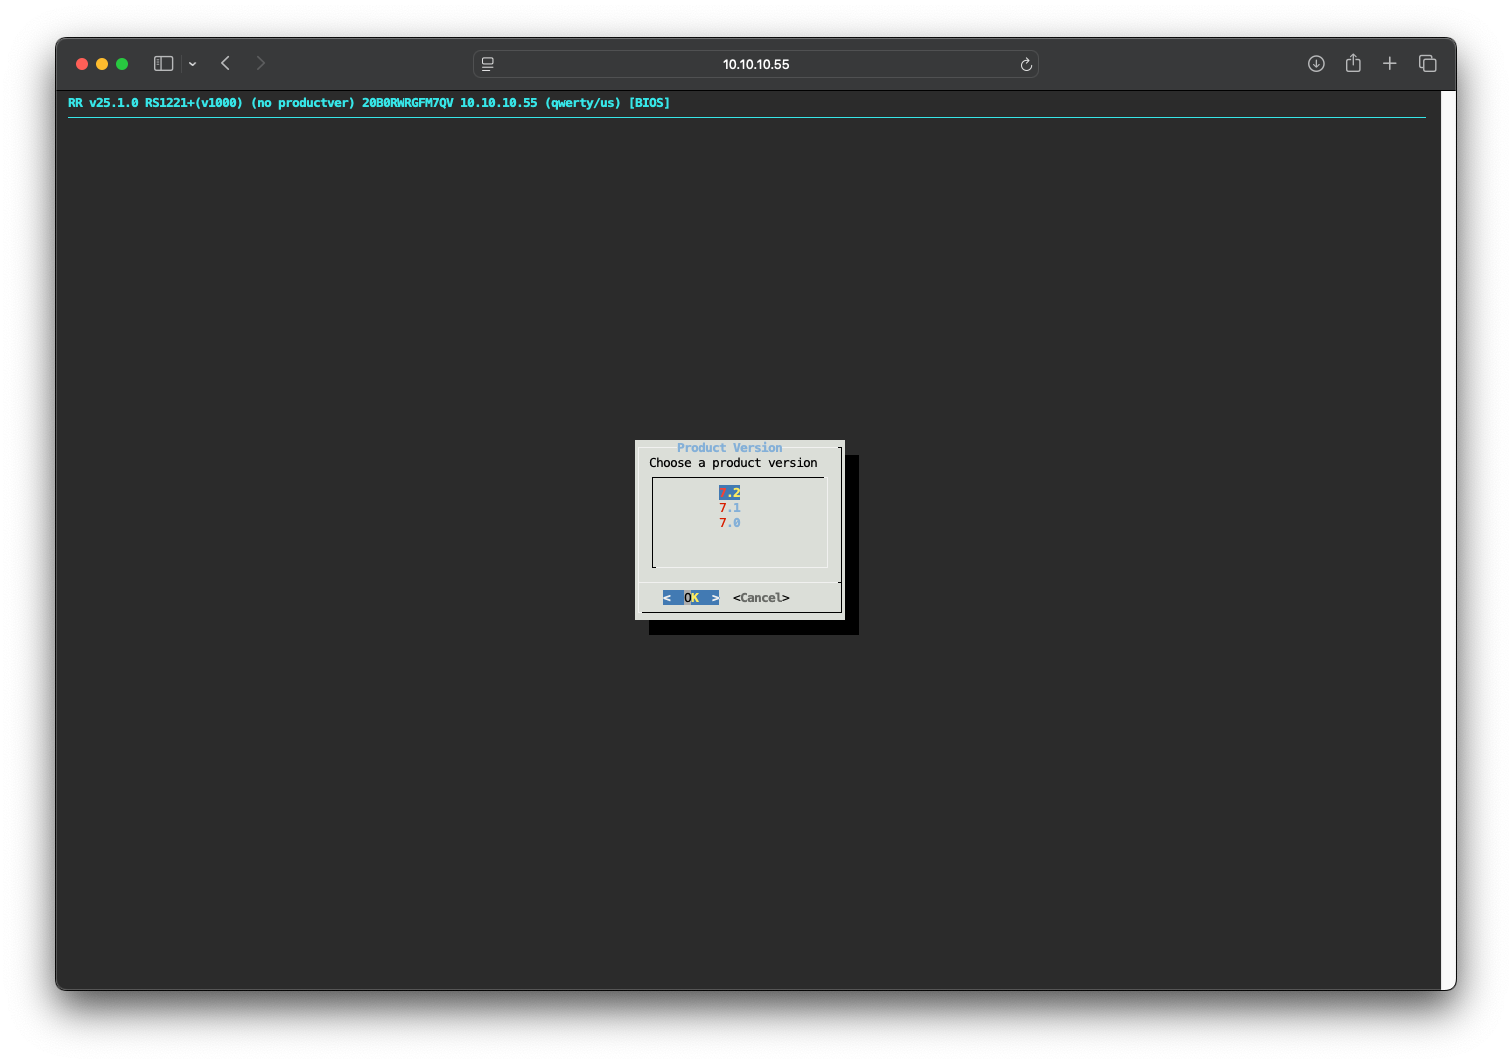 10.10.10.55
RR v25.1.0 RS1221+(v1000) (no productver) 20B0RWRGFM7QV 10.10.10.55 (qwerty/us) [BIOS]
Product Version
Choose a product version
7.2
7.1
7.0
<  OK  > <Cancel>